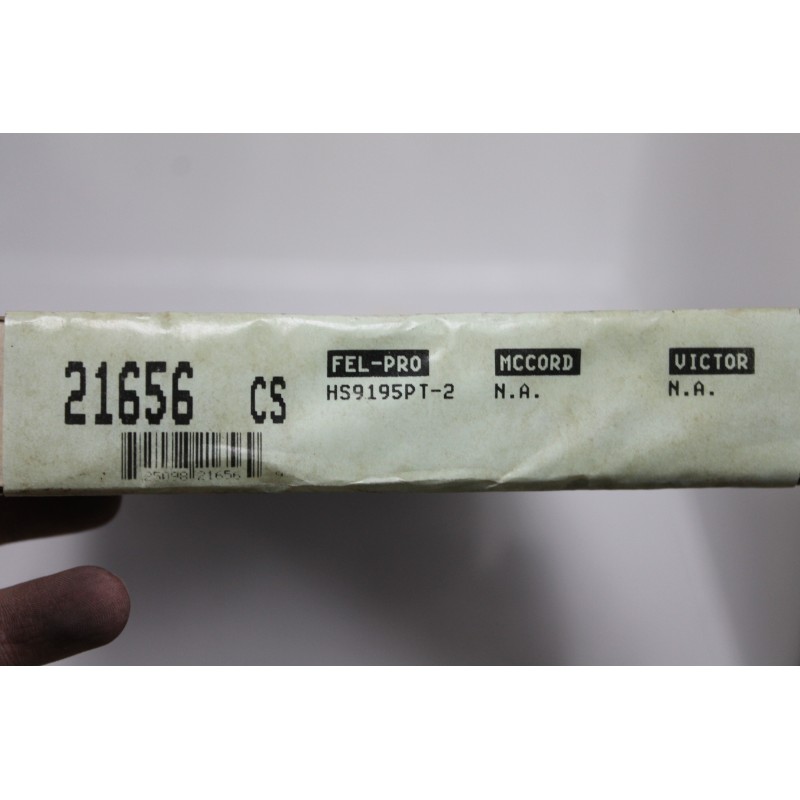 21656 CS
25098 21656
FEL-PRO
HS9195PT-2
MCCORD
N.A.
VICTOR
N.A.